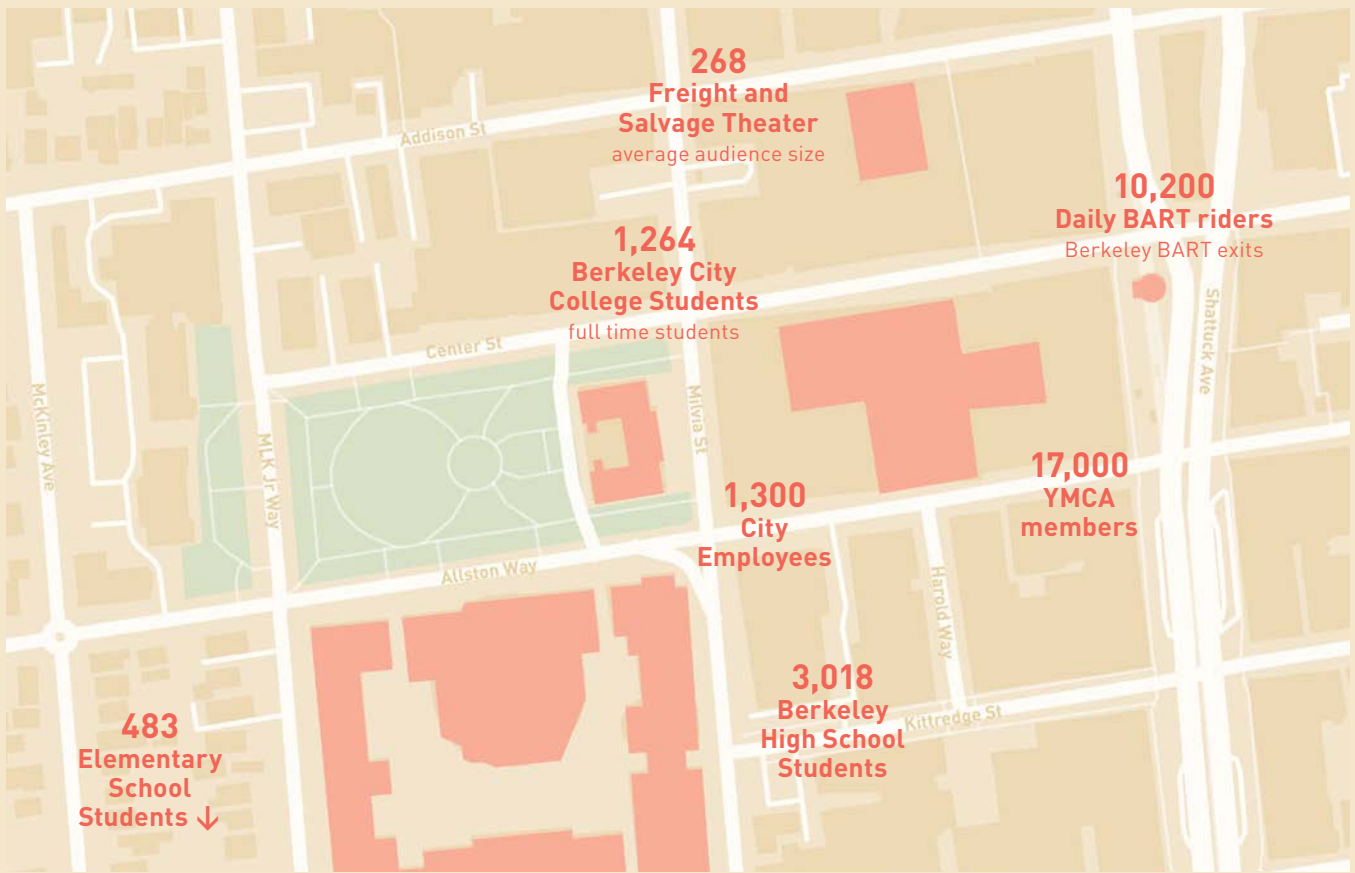 268
Freight and
Salvage Theater
average audience size
Addison St
10,200
Daily BART riders
Berkeley BART exits
1,264
Berkeley City
College Students
full time students
Center St
Shattuck Ave
McKinley Ave
MLK Jr Way
Milvia St
17,000
YMCA
members
1,300
City
Employees
Allston Way
Harold Way
3,018
Berkeley
High School
Students
Kittredge St
483
Elementary
School
Students ↓